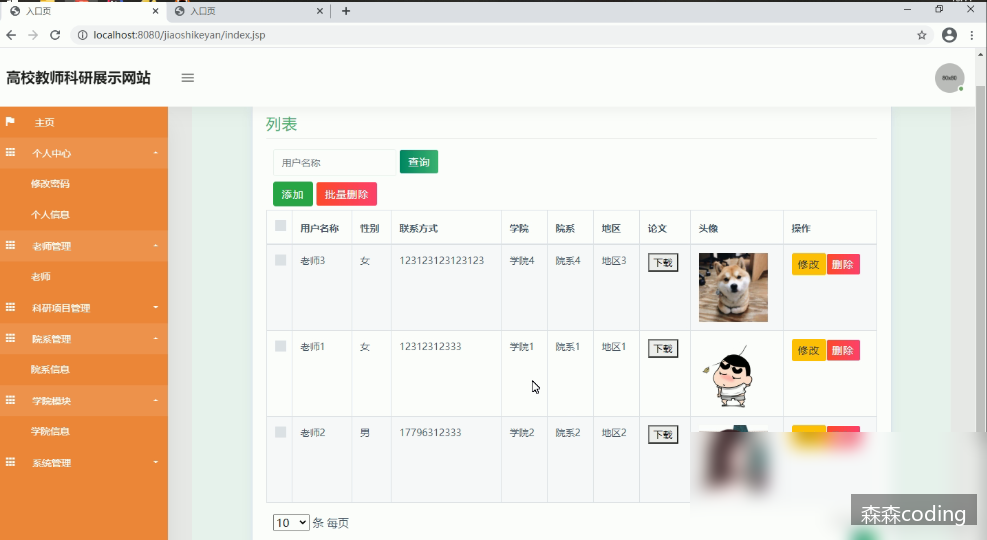 入口页 入口页
localhost:8080/jiaoshikeyan/index.jsp
高校教师科研展示网站
主页
个人中心
修改密码
个人信息
老师管理
老师
科研项目管理
院系管理
院系信息
学院模块
学院信息
系统管理
列表
用户名称 查询
添加 批量删除
用户名称 性别 联系方式 学院 院系 地区 论文 头像 操作
老师3 女 123123123123123 学院4 院系4 地区3 下载 修改 删除
老师1 女 12312312333 学院1 院系1 地区1 下载 修改 删除
老师2 男 17796312333 学院2 院系2 地区2 下载
10 条 每页
森森coding